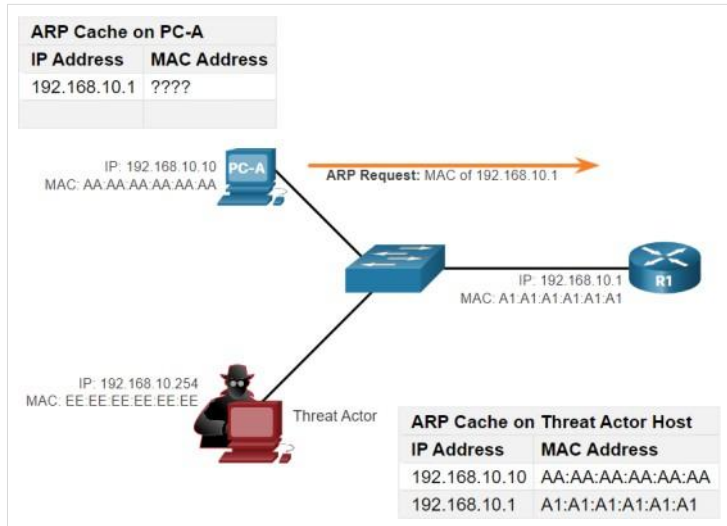 ARP Cache on PC-A
IP Address MAC Address
192.168.10.1 ????
IP: 192.168.10.10
MAC: AA:AA:AA:AA:AA:AA
PC-A
ARP Request: MAC of 192.168.10.1
IP: 192.168.10.1
MAC: A1:A1:A1:A1:A1:A1
R1
IP: 192.168.10.254
MAC: EE:EE:EE:EE:EE:EE
Threat Actor
ARP Cache on Threat Actor Host
IP Address MAC Address
192.168.10.10 AA:AA:AA:AA:AA:AA
192.168.10.1 A1:A1:A1:A1:A1:A1